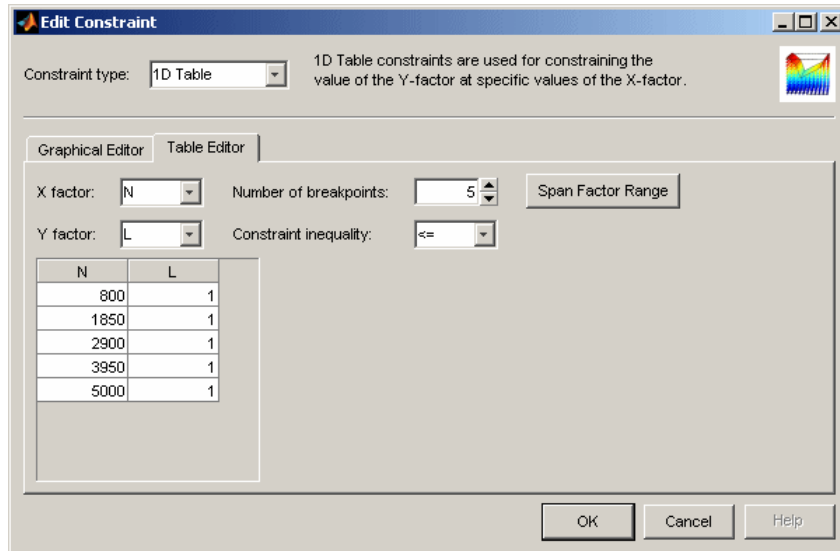 Edit Constraint
Constraint type: 1D Table
1D Table constraints are used for constraining the
value of the Y-factor at specific values of the X-factor.
Graphical Editor Table Editor
X factor: N Number of breakpoints: 5 Span Factor Range
Y factor: L Constraint inequality: <=
N L
800 1
1850 1
2900 1
3950 1
5000 1
OK Cancel Help